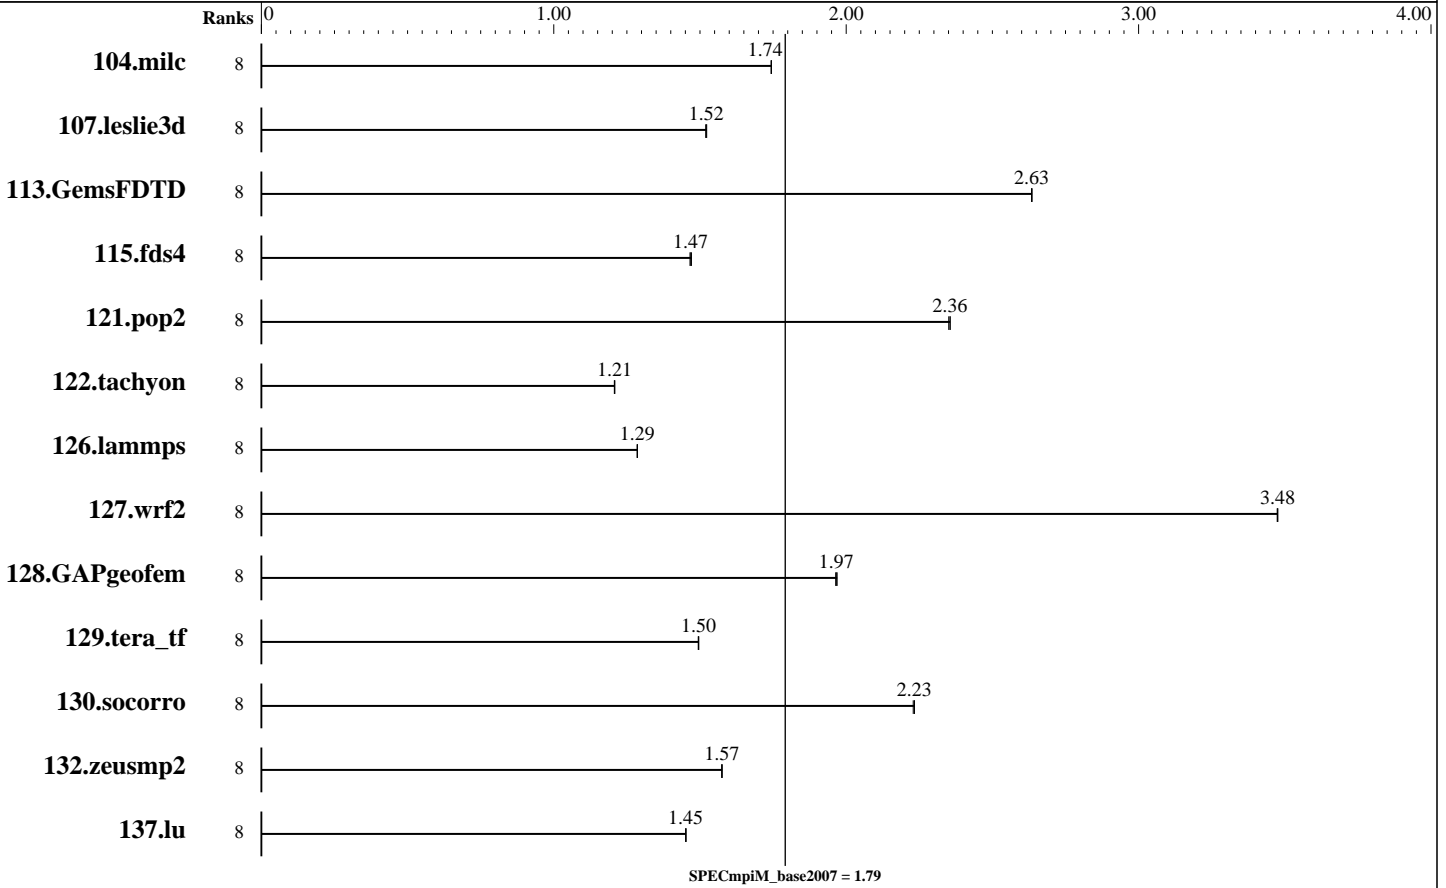 Ranks 0 1.00 2.00 3.00 4.00
104.milc 8 1.74
107.leslie3d 8 1.52
113.GemsFDTD 8 2.63
115.fds4 8 1.47
121.pop2 8 2.36
122.tachyon 8 1.21
126.lammps 8 1.29
127.wrf2 8 3.48
128.GAPgeofem 8 1.97
129.tera_tf 8 1.50
130.socorro 8 2.23
132.zeusmp2 8 1.57
137.lu 8 1.45
SPECmpiM_base2007 = 1.79